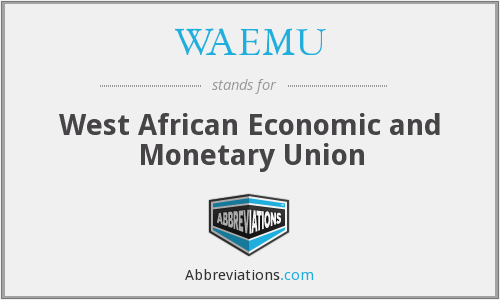 WAEMU
stands for
West African Economic and
Monetary Union
ABBREVIATIONS
Abbreviations.com